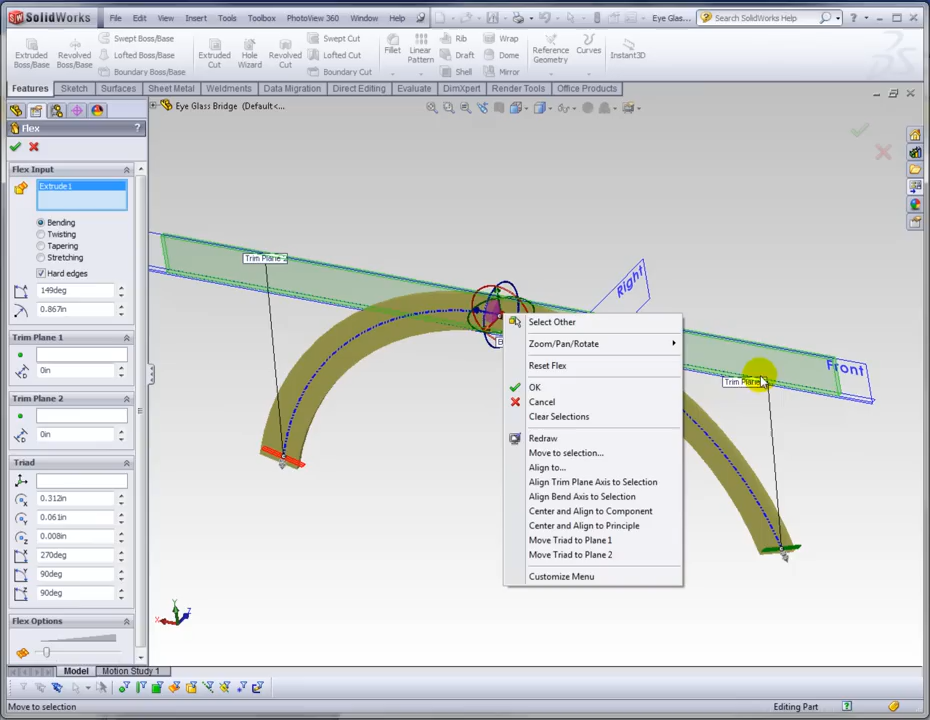 SolidWorks File Edit View Insert Tools Toolbox PhotoView 360 Window Help Eye Glas... Search SolidWorks Help
Extruded Boss/Base
Revolved Boss/Base
Swept Boss/Base
Lofted Boss/Base
Boundary Boss/Base
Extruded Cut
Hole Wizard
Revolved Cut
Swept Cut
Lofted Cut
Boundary Cut
Fillet
Linear Pattern
Rib
Draft
Shell
Wrap
Dome
Mirror
Reference Geometry
Curves
Instant3D
Features Sketch Surfaces Sheet Metal Weldments Data Migration Direct Editing Evaluate DimXpert Render Tools Office Products
Eye Glass Bridge (Default<...
Flex ?
Flex Input
Extrude1
Bending
Twisting
Tapering
Stretching
Hard edges
149deg
0.867in
Trim Plane 1
0in
Trim Plane 2
0in
Triad
0.312in
0.061in
0.008in
270deg
90deg
90deg
Flex Options
Trim Plane 2
Right
Front
Trim Plane
Select Other
Zoom/Pan/Rotate
Reset Flex
OK
Cancel
Clear Selections
Redraw
Move to selection...
Align to...
Align Trim Plane Axis to Selection
Align Bend Axis to Selection
Center and Align to Component
Center and Align to Principle
Move Triad to Plane 1
Move Triad to Plane 2
Customize Menu
Y
X
Z
Model Motion Study 1
Move to selection Editing Part